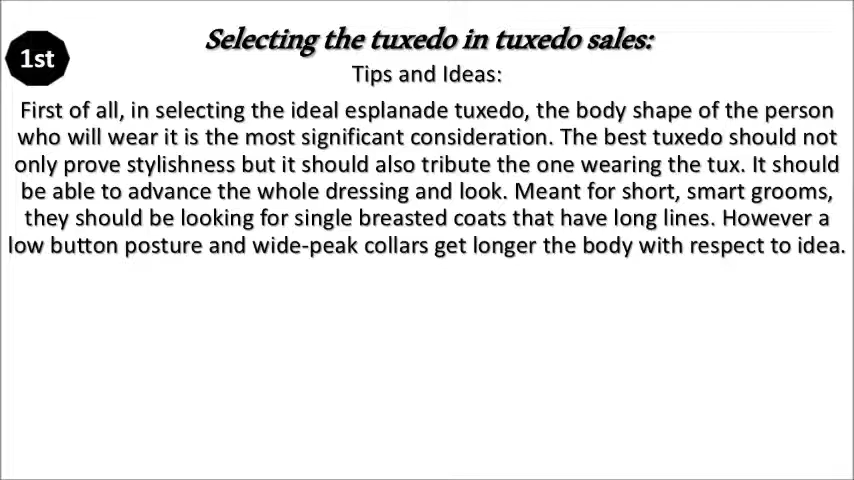 Selecting the tuxedo in tuxedo sales:
1st
Tips and Ideas:
First of all, in selecting the ideal esplanade tuxedo, the body shape of the person
who will wear it is the most significant consideration. The best tuxedo should not
only prove stylishness but it should also tribute the one wearing the tux. It should
be able to advance the whole dressing and look. Meant for short, smart grooms,
they should be looking for single breasted coats that have long lines. However a
low button posture and wide-peak collars get longer the body with respect to idea.